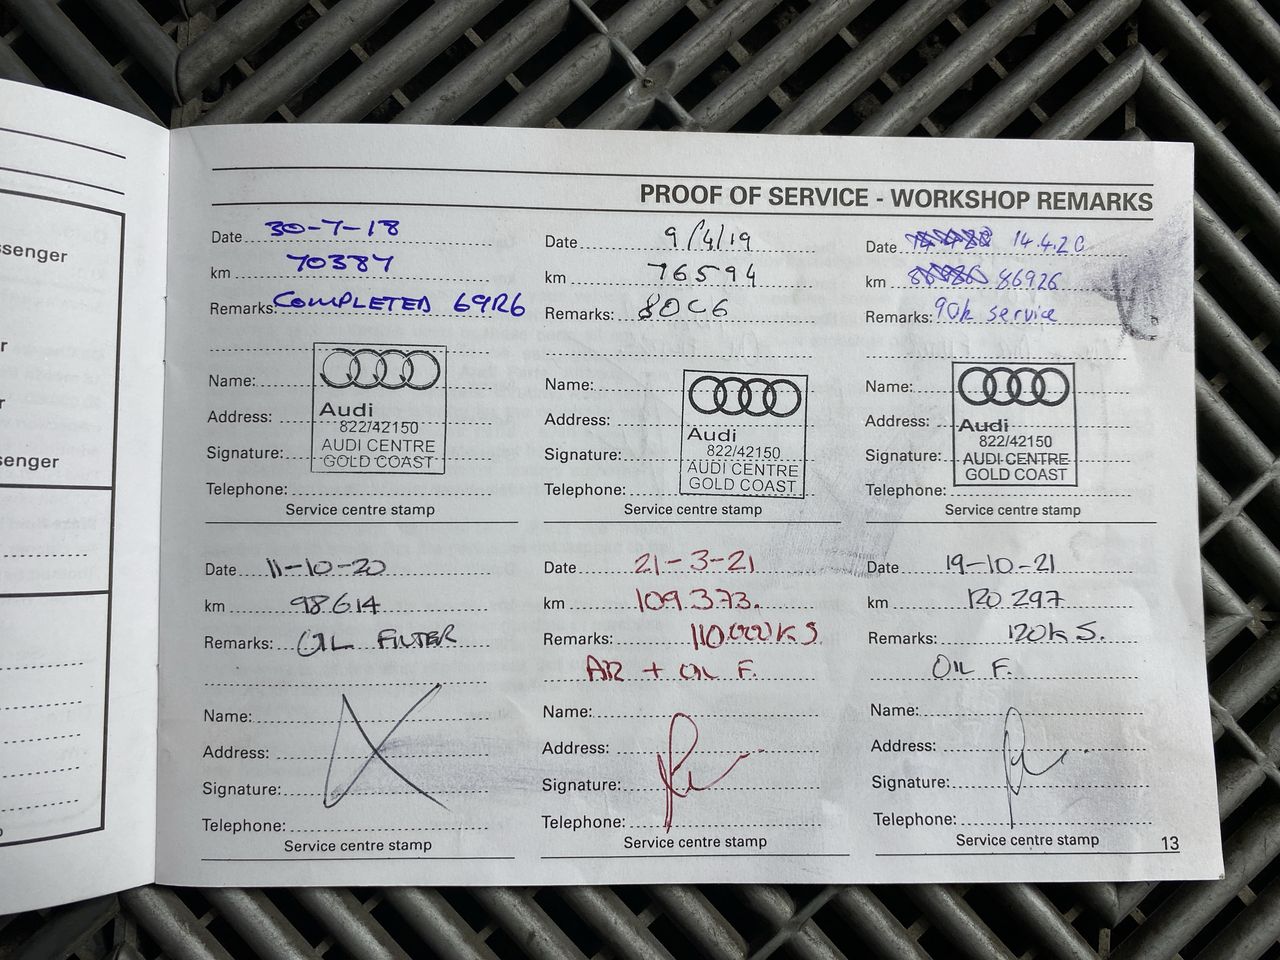 ssenger
r
r
senger
PROOF OF SERVICE - WORKSHOP REMARKS
Date 30-7-18
km 70387
Remarks: COMPLETED 69R6
Name:
Address:
Signature:
Telephone:
Audi
822/42150
AUDI CENTRE
GOLD COAST
Service centre stamp
Date 9/4/19
km 76594
Remarks: 80C6
Name:
Address:
Signature:
Telephone:
Audi
822/42150
AUDI CENTRE
GOLD COAST
Service centre stamp
Date 14.4.20
km 86926
Remarks: 90k service
Name:
Address:
Signature:
Telephone:
Audi
822/42150
AUDI CENTRE
GOLD COAST
Service centre stamp
Date 11-10-20
km 98614
Remarks: OIL FILTER
Name:
Address:
Signature:
Telephone:
Service centre stamp
Date 21-3-21
km 109.373.
Remarks: 110.000 KS
AIR + OIL F.
Name:
Address:
Signature:
Telephone:
Service centre stamp
Date 19-10-21
km 120 297
Remarks: 120KS.
OIL F.
Name:
Address:
Signature:
Telephone:
Service centre stamp
13